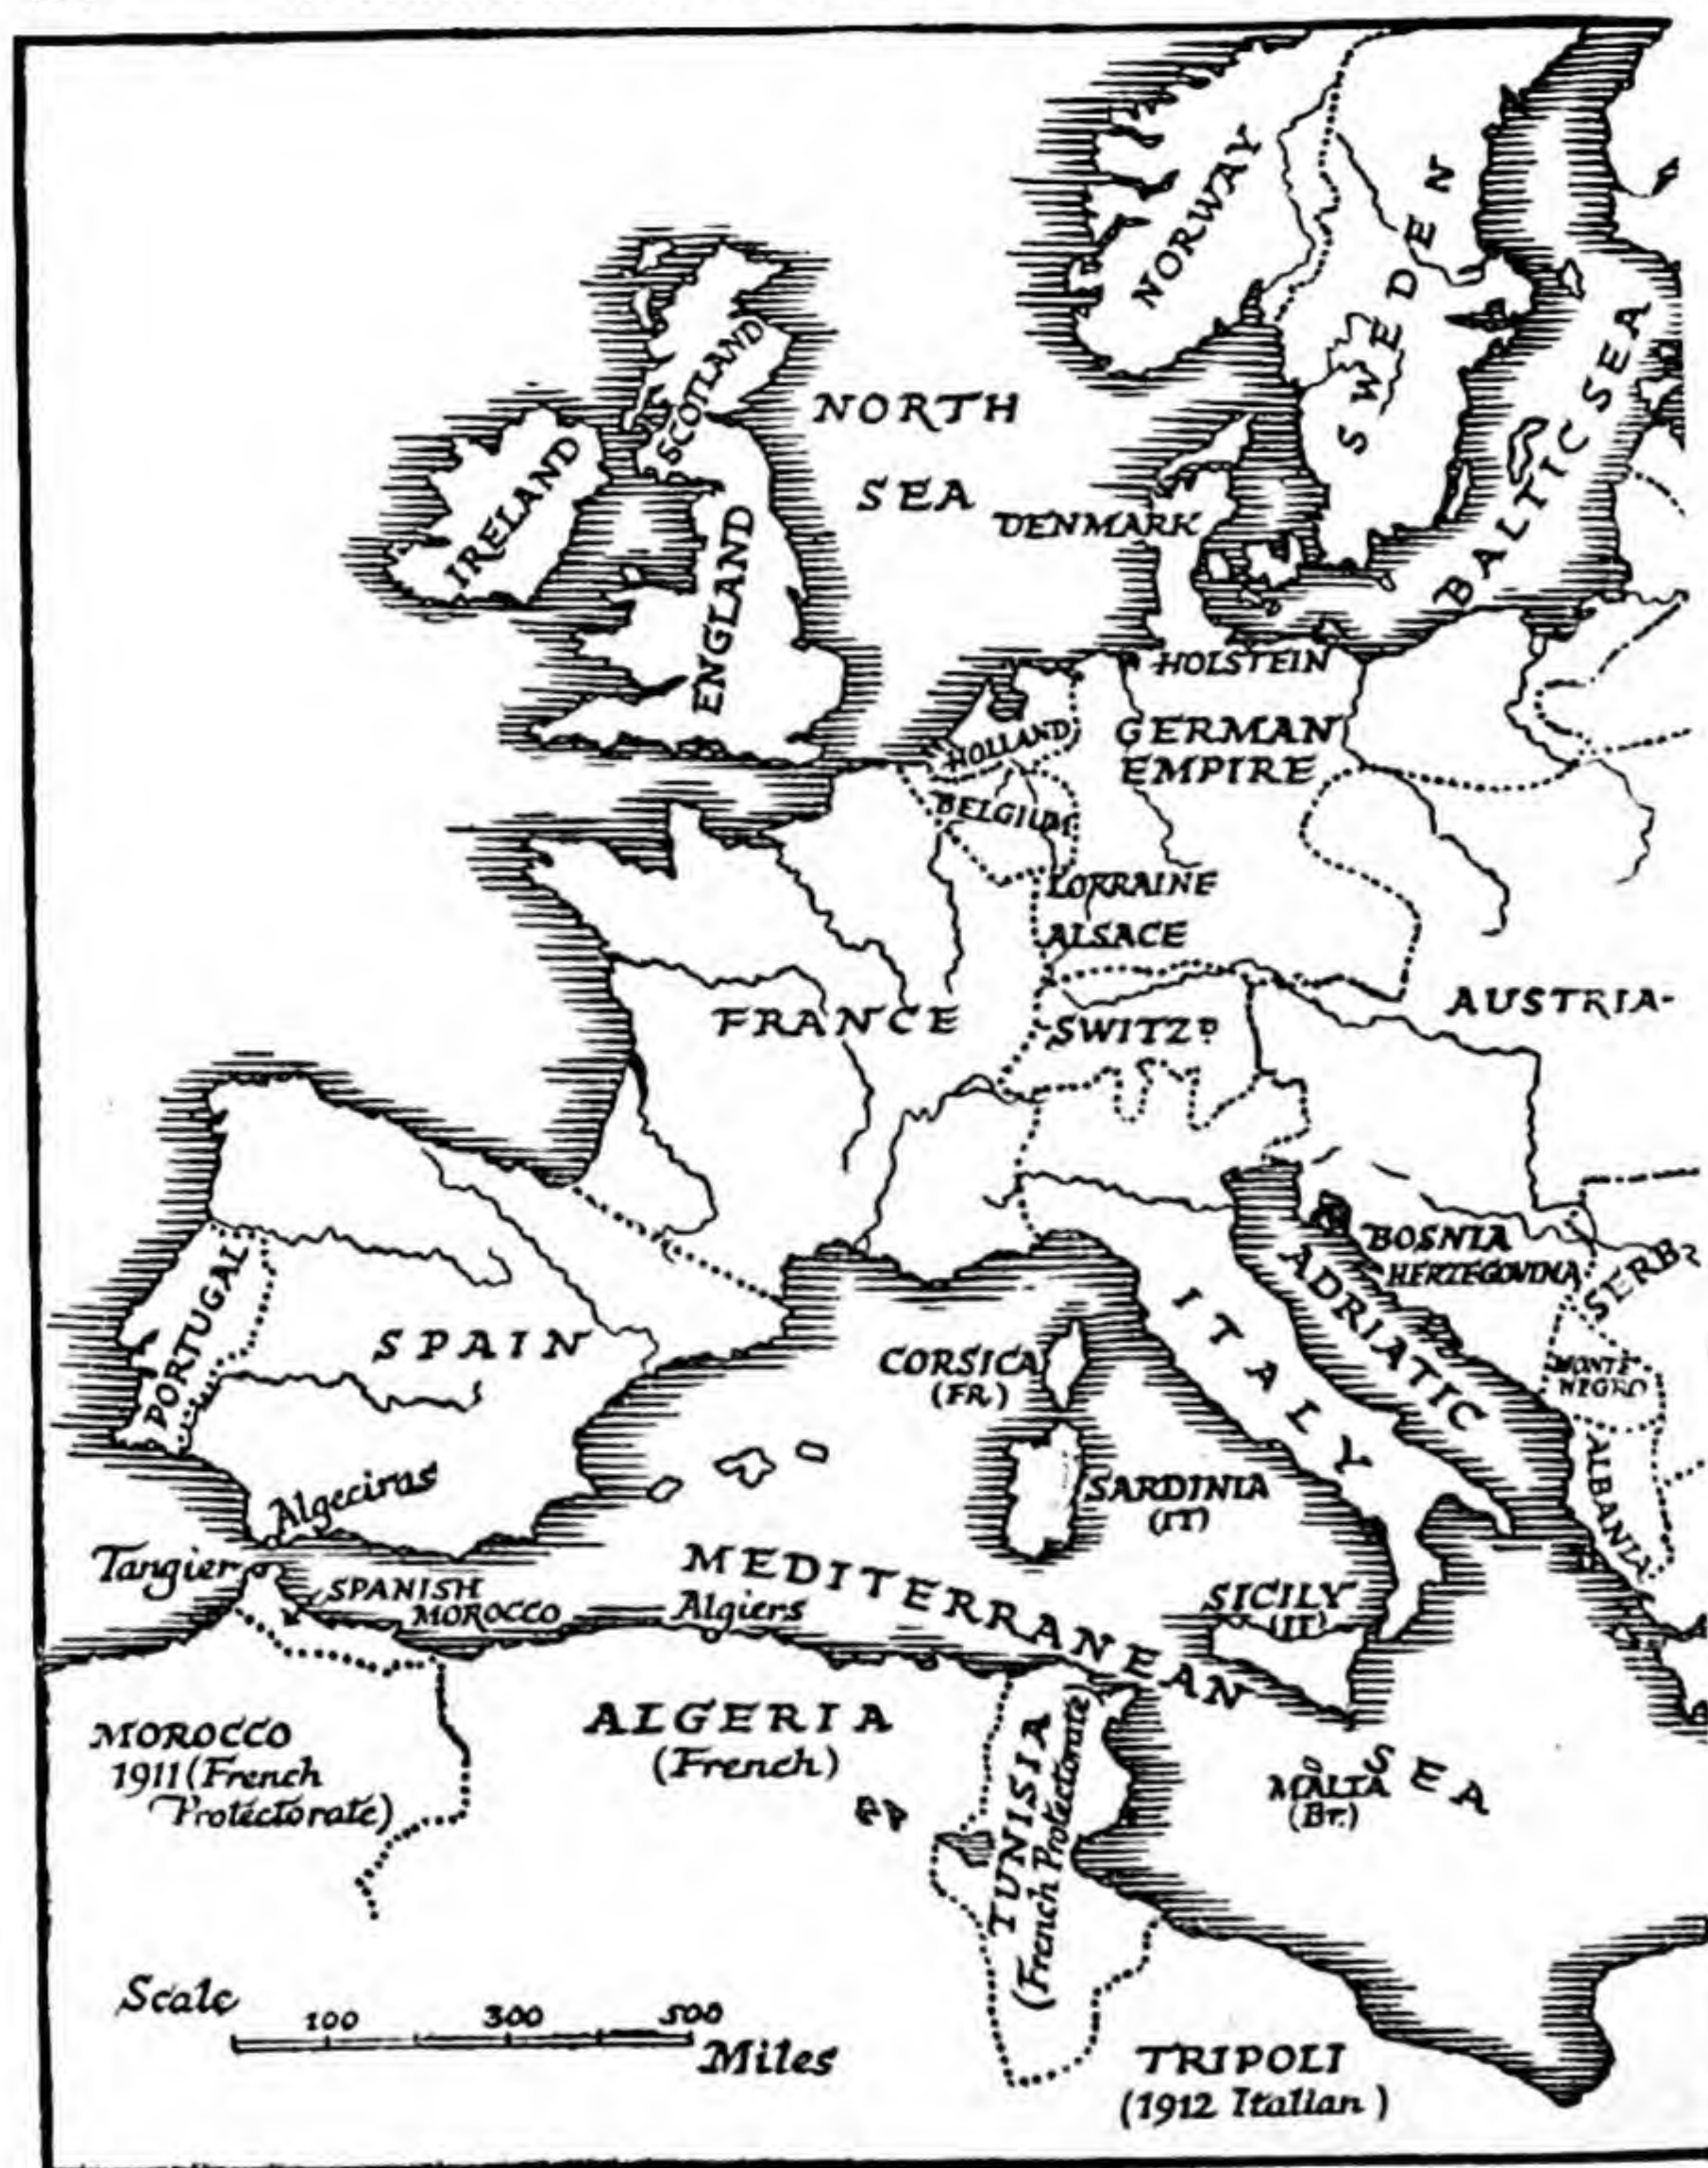 NORWAY
SWEDEN
SCOTLAND
NORTH
SEA
BALTIC SEA
IRELAND
DENMARK
ENGLAND
HOLSTEIN
HOLLAND
GERMAN
EMPIRE
BELGIUM
LORRAINE
ALSACE
AUSTRIA-
FRANCE
SWITZD
BOSNIA
HERZEGOVINA
SERB
ADRIATIC
ITALY
PORTUGAL
SPAIN
CORSICA
(FR.)
MONTE
NEGRO
ALBANIA
SARDINIA
(IT)
Algeciras
Tangier
SPANISH
MOROCCO
MEDITERRANEAN SEA
Algiers
SICILY
(IT)
MOROCCO
1911 (French
Protectorate)
ALGERIA
(French)
TUNISIA
(French Protectorate)
MALTA
(Br.)
Scale
100 300 500
Miles
TRIPOLI
(1912 Italian)